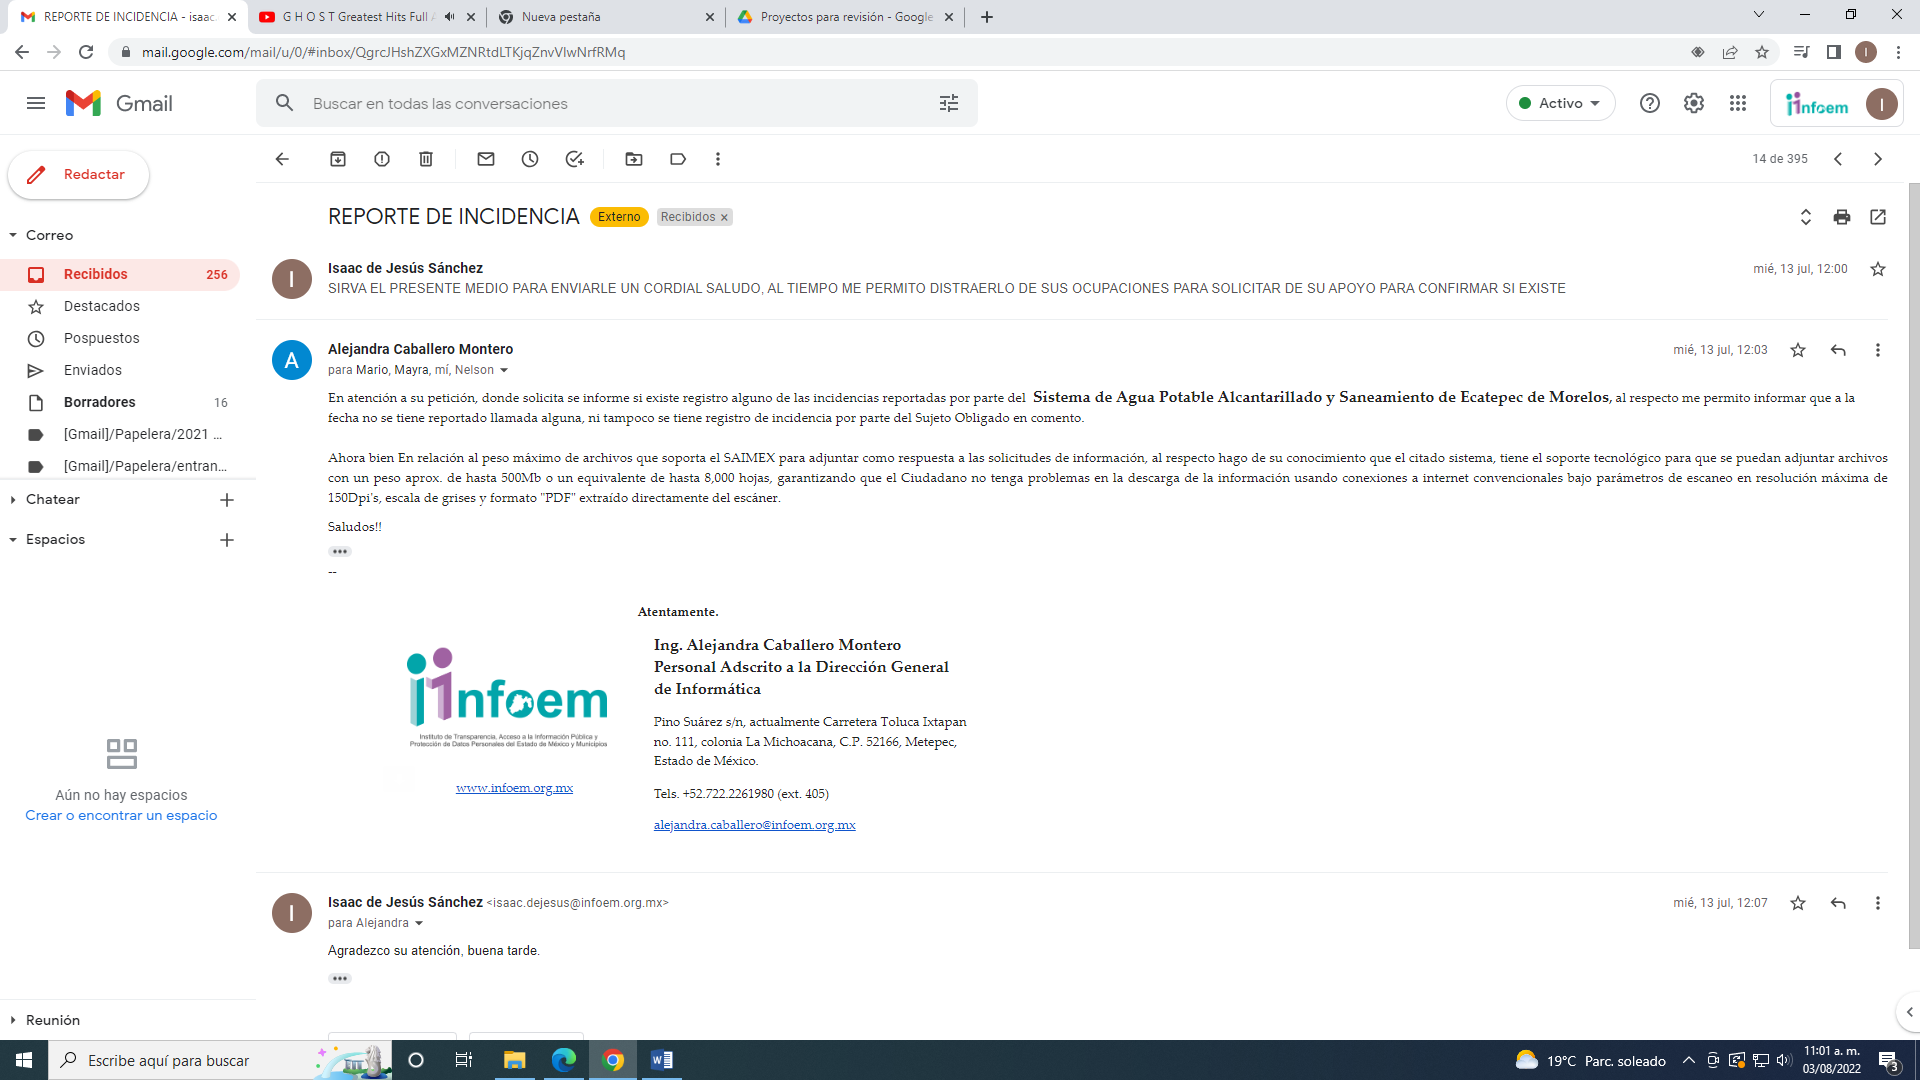 REPORTE DE INCIDENCIA - isaac.
G H O S T Greatest Hits Full A
Nueva pestaña
Proyectos para revisión - Google
mail.google.com/mail/u/0/#inbox/QgrcJHshZXGxMZNRtdLTKjqZnvVlwNrfRMq
I
Gmail
Buscar en todas las conversaciones
Activo
infoem
I
Redactar
14 de 395
REPORTE DE INCIDENCIA Externo Recibidos ×
Correo
Recibidos 256
Destacados
Pospuestos
Enviados
Borradores 16
[Gmail]/Papelera/2021 ...
[Gmail]/Papelera/entran...
Chatear
Espacios
Aún no hay espacios
Crear o encontrar un espacio
Reunión
I
Isaac de Jesús Sánchez mié, 13 jul, 12:00
SIRVA EL PRESENTE MEDIO PARA ENVIARLE UN CORDIAL SALUDO, AL TIEMPO ME PERMITO DISTRAERLO DE SUS OCUPACIONES PARA SOLICITAR DE SU APOYO PARA CONFIRMAR SI EXISTE
A
Alejandra Caballero Montero mié, 13 jul, 12:03
para Mario, Mayra, mí, Nelson
En atención a su petición, donde solicita se informe si existe registro alguno de las incidencias reportadas por parte del Sistema de Agua Potable Alcantarillado y Saneamiento de Ecatepec de Morelos, al respecto me permito informar que a la
fecha no se tiene reportado llamada alguna, ni tampoco se tiene registro de incidencia por parte del Sujeto Obligado en comento.
Ahora bien En relación al peso máximo de archivos que soporta el SAIMEX para adjuntar como respuesta a las solicitudes de información, al respecto hago de su conocimiento que el citado sistema, tiene el soporte tecnológico para que se puedan adjuntar archivos
con un peso aprox. de hasta 500Mb o un equivalente de hasta 8,000 hojas, garantizando que el Ciudadano no tenga problemas en la descarga de la información usando conexiones a internet convencionales bajo parámetros de escaneo en resolución máxima de
150Dpi's, escala de grises y formato "PDF" extraído directamente del escáner.
Saludos!!
--
Atentamente.
infoem
Instituto de Transparencia, Acceso a la Información Pública y
Protección de Datos Personales del Estado de México y Municipios
www.infoem.org.mx
Ing. Alejandra Caballero Montero
Personal Adscrito a la Dirección General
de Informática
Pino Suárez s/n, actualmente Carretera Toluca Ixtapan
no. 111, colonia La Michoacana, C.P. 52166, Metepec,
Estado de México.
Tels. +52.722.2261980 (ext. 405)
alejandra.caballero@infoem.org.mx
I
Isaac de Jesús Sánchez <isaac.dejesus@infoem.org.mx> mié, 13 jul, 12:07
para Alejandra
Agradezco su atención, buena tarde.
Escribe aquí para buscar
19°C Parc. soleado
11:01 a. m.
03/08/2022
3